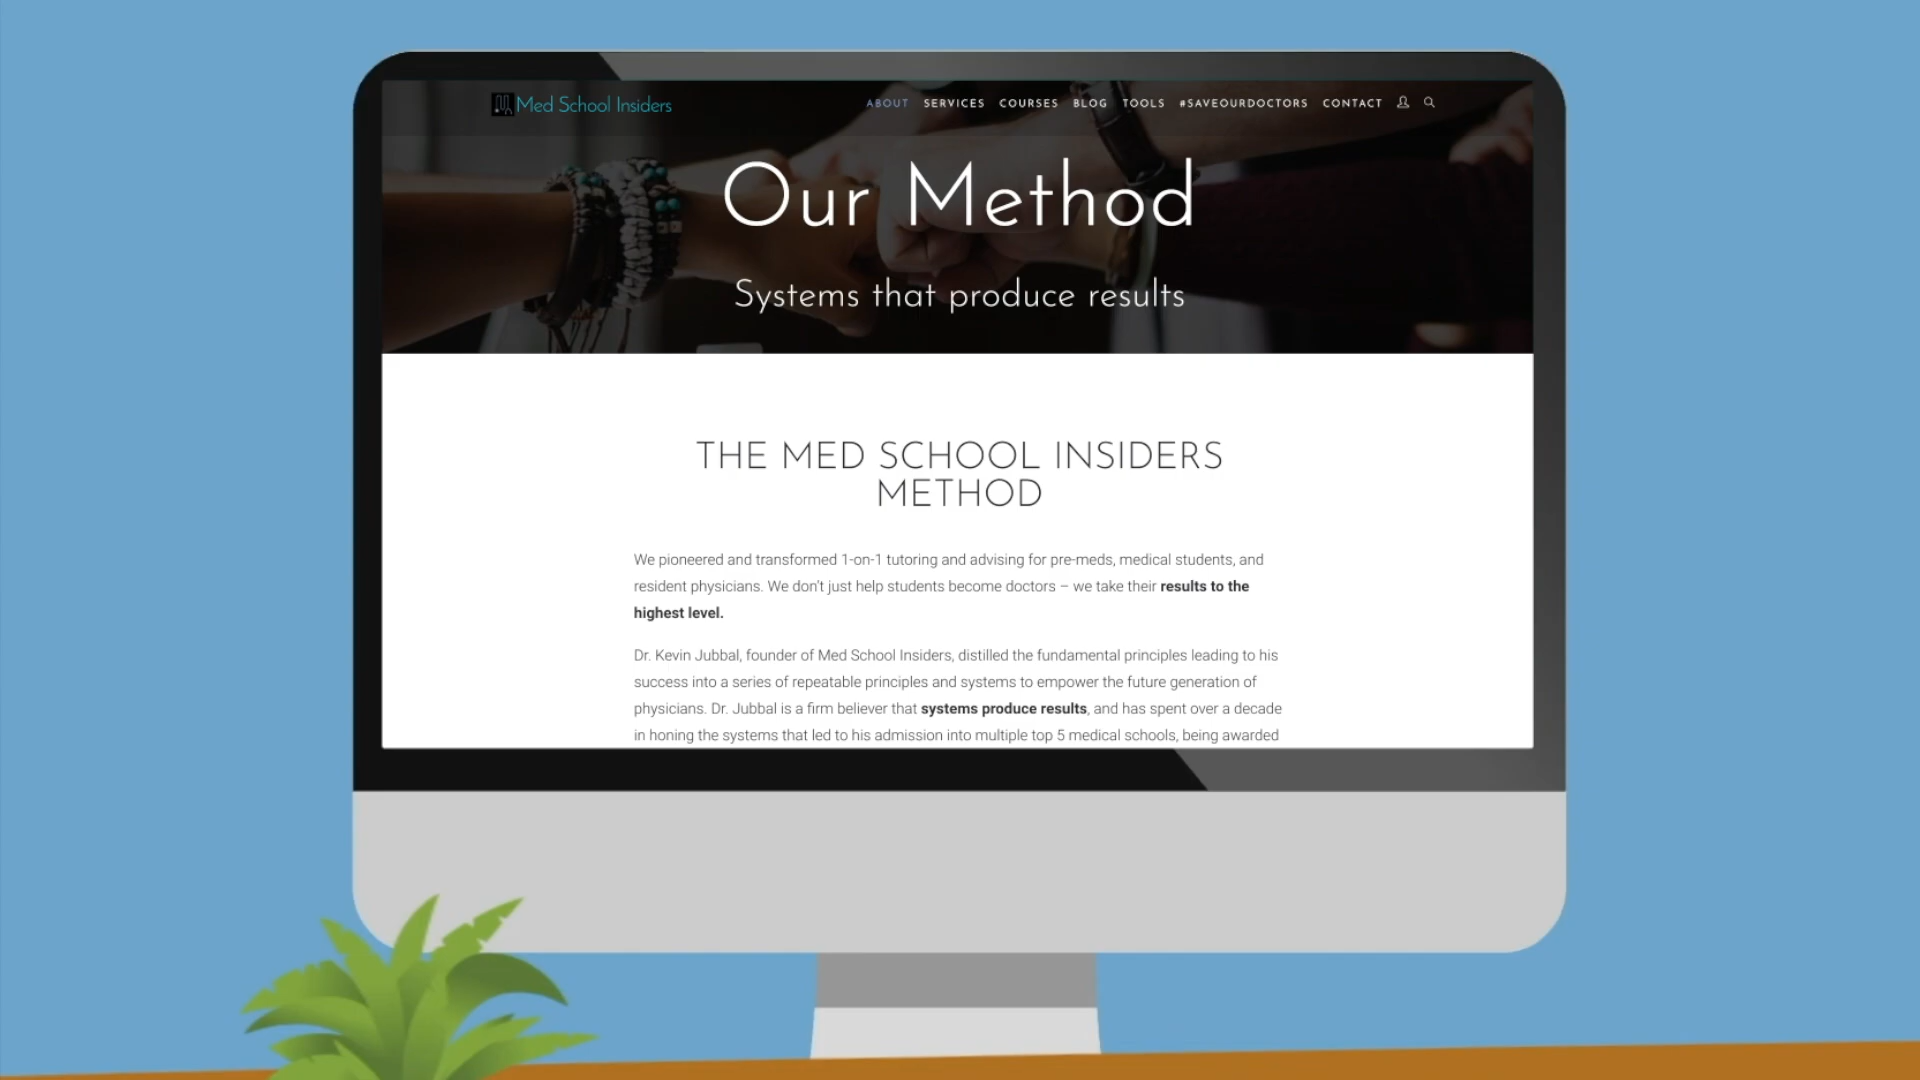 Med School Insiders
ABOUT SERVICES COURSES BLOG TOOLS #SAVEOURDOCTORS CONTACT
Our Method
Systems that produce results
THE MED SCHOOL INSIDERS
METHOD
We pioneered and transformed 1-on-1 tutoring and advising for pre-meds, medical students, and
resident physicians. We don't just help students become doctors – we take their results to the
highest level.
Dr. Kevin Jubbal, founder of Med School Insiders, distilled the fundamental principles leading to his
success into a series of repeatable principles and systems to empower the future generation of
physicians. Dr. Jubbal is a firm believer that systems produce results, and has spent over a decade
in honing the systems that led to his admission into multiple top 5 medical schools, being awarded